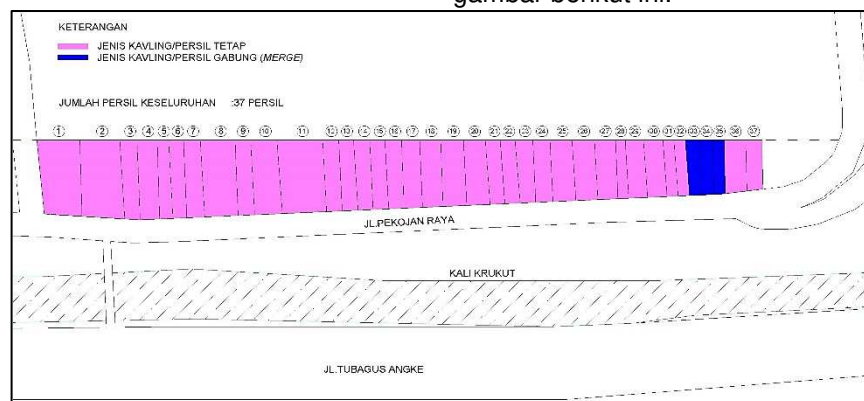 gambar berikut ini.
KETERANGAN
JENIS KAVLING/PERSIL TETAP
JENIS KAVLING/PERSIL GABUNG (MERGE)
JUMLAH PERSIL KESELURUHAN :37 PERSIL
1 2 3 4 5 6 7 8 9 10 11 12 13 14 15 16 17 18 19 20 21 22 23 24 25 26 27 28 29 30 31 32 33 34 35 36 37
JL.PEKOJAN RAYA
KALI KRUKUT
JL.TUBAGUS ANGKE